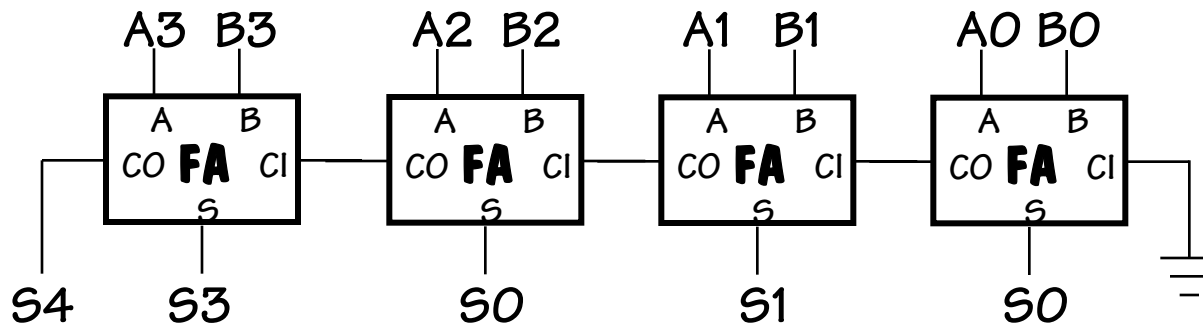 A3 B3 A2 B2 A1 B1 A0 B0
A B A B A B A B
CO FA CI CO FA CI CO FA CI CO FA CI
S S S S
S4 S3 S0 S1 S0